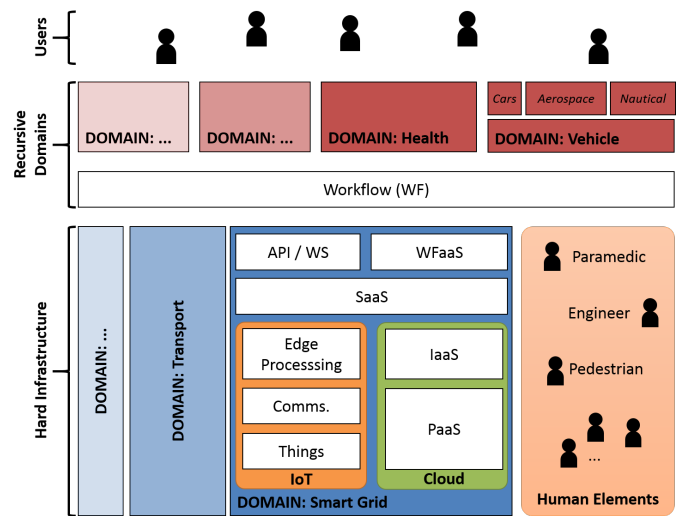 Users
Recursive
Domains
Cars
Aerospace
Nautical
DOMAIN: ...
DOMAIN: ...
DOMAIN: Health
DOMAIN: Vehicle
Workflow (WF)
Hard Infrastructure
DOMAIN: ...
DOMAIN: Transport
API / WS
WFaaS
SaaS
Edge
Processsing
Comms.
Things
IoT
IaaS
PaaS
Cloud
DOMAIN: Smart Grid
Paramedic
Engineer
Pedestrian
...
Human Elements